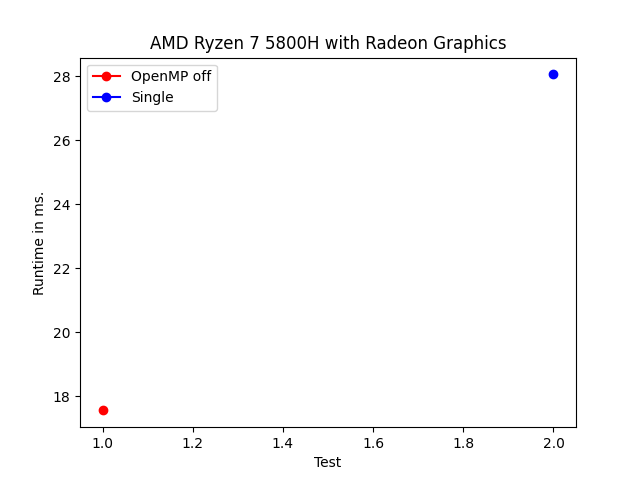 AMD Ryzen 7 5800H with Radeon Graphics
OpenMP off
Single
Runtime in ms.
28
26
24
22
20
18
1.0 1.2 1.4 1.6 1.8 2.0
Test